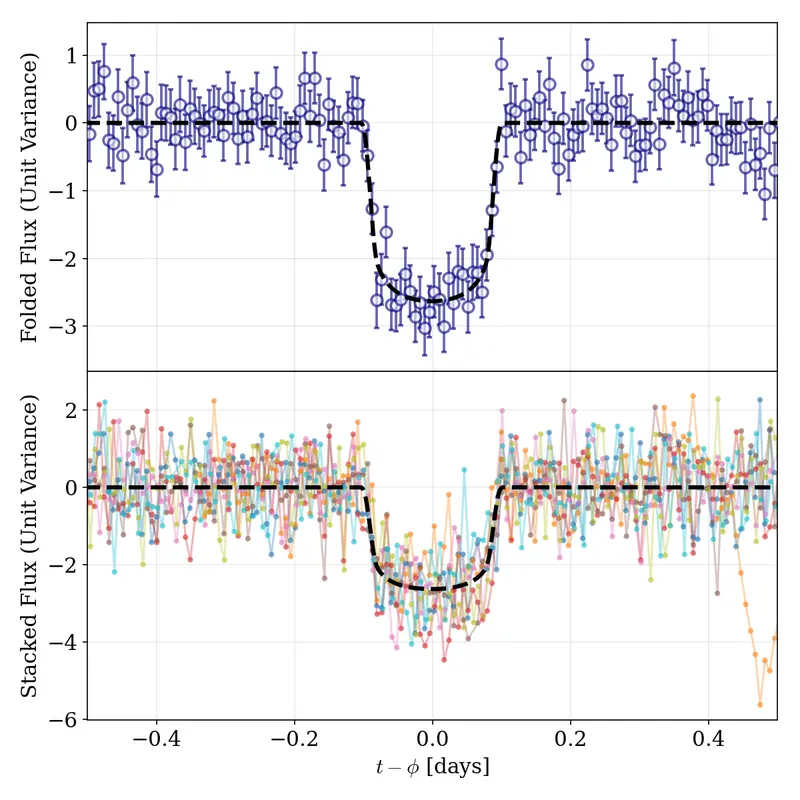 Folded Flux (Unit Variance)
1
0
−1
−2
−3
Stacked Flux (Unit Variance)
2
0
−2
−4
−6
−0.4 −0.2 0.0 0.2 0.4
t − ϕ [days]